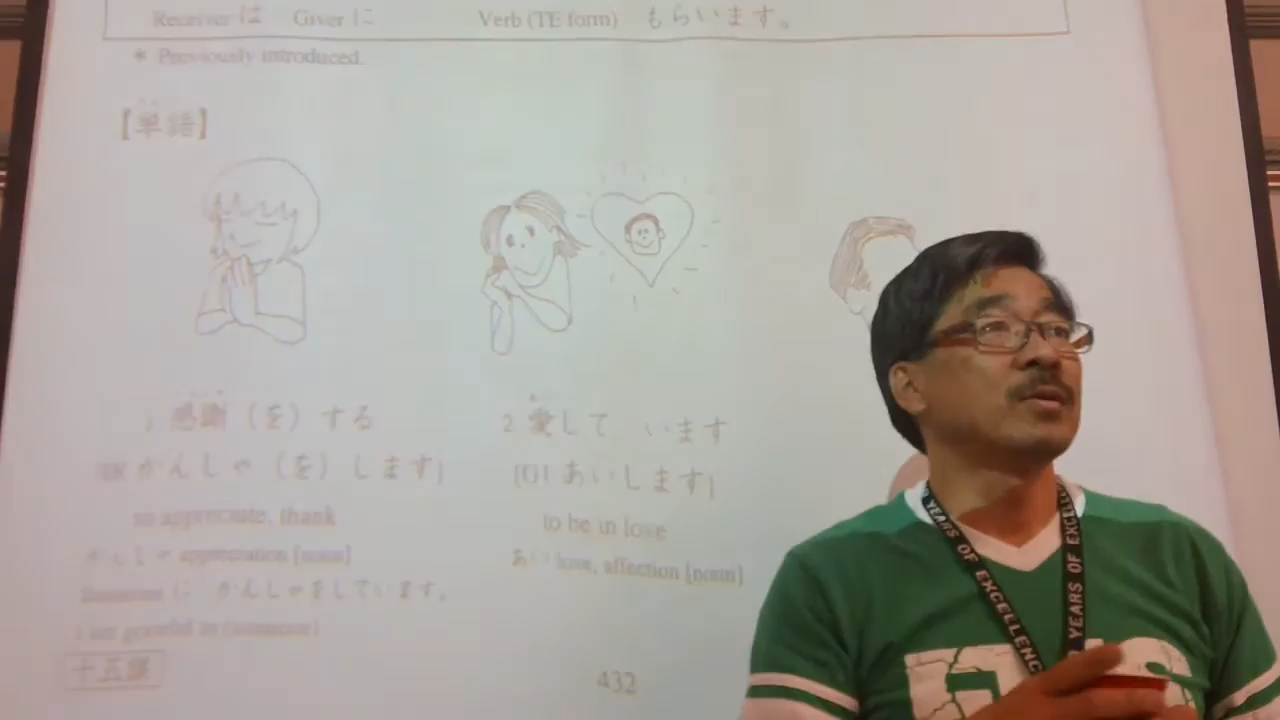 Receiver は Giver に Verb (TE form) もらいます。
* Previously introduced.
【単語】
1 感謝（を）する
かんしゃ（を）します]
to appreciate, thank
かんしゃ appreciation [noun]
Someone に かんしゃをしています。
I am grateful to (someone)
十五課
2 愛して います
[G1 あいします]
to be in love
あい love, affection [noun]
432
YEARS OF EXCELLENC
YEARS OF EXCELL